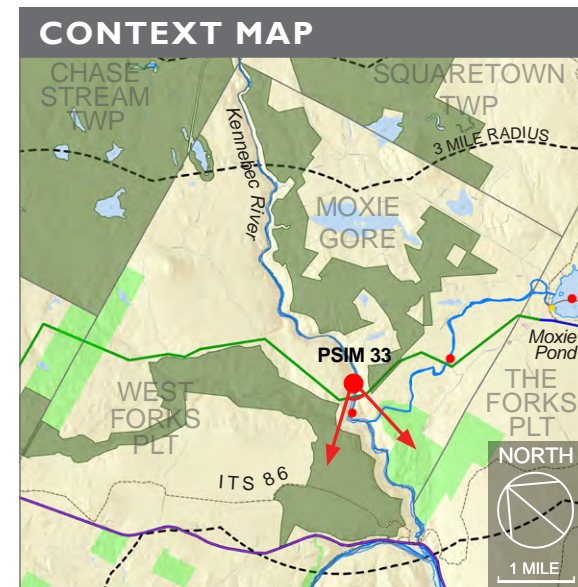 CONTEXT MAP
CHASE
STREAM
TWP
SQUARETOWN
TWP
Kennebec River
3 MILE RADIUS
MOXIE
GORE
PSIM 33
Moxie
Pond
WEST
FORKS
PLT
THE
FORKS
PLT
ITS 86
NORTH
1 MILE